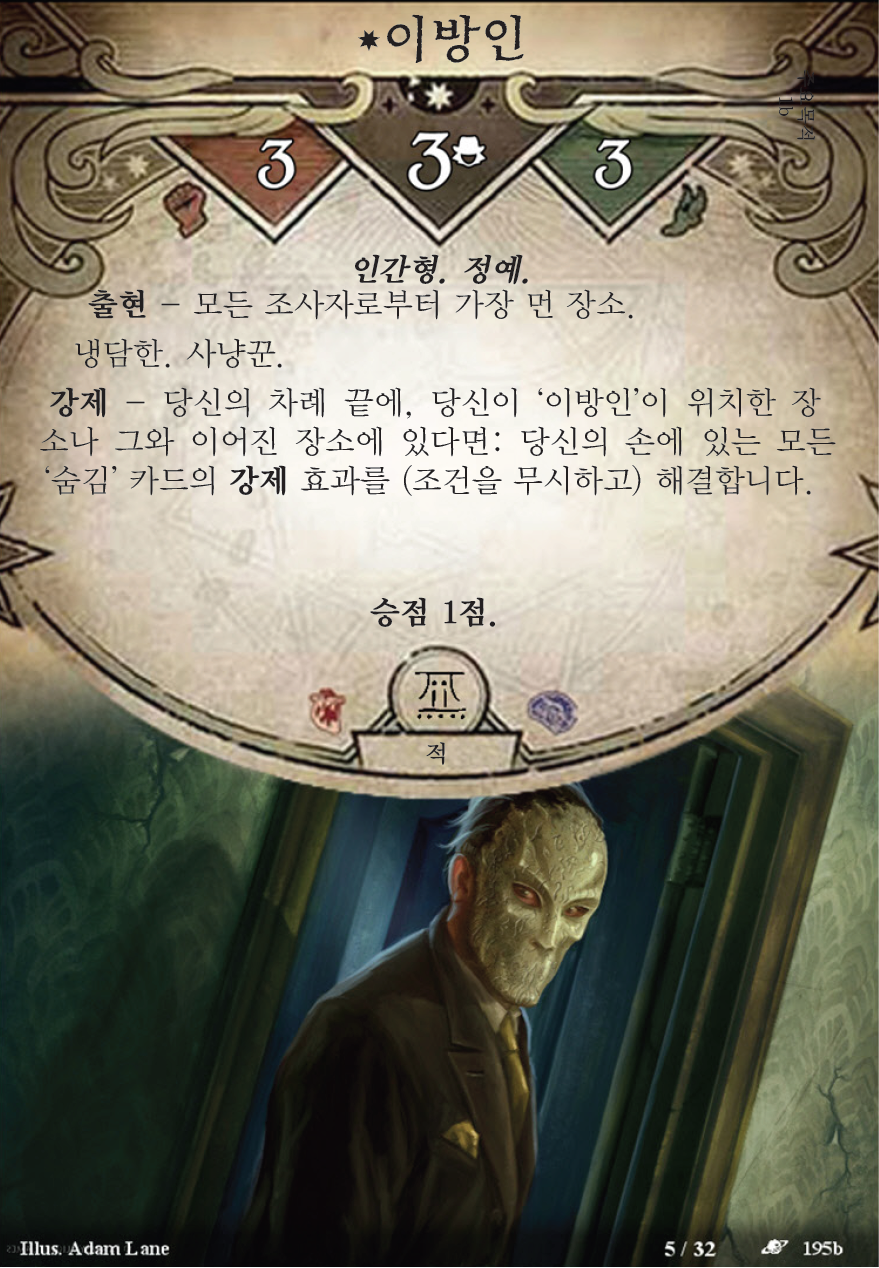 이방인
3
3
3
인간형. 정예.
출현 – 모든 조사자로부터 가장 먼 장소.
냉담한. 사냥꾼.
강제 – 당신의 차례 끝에, 당신이 ‘이방인’이 위치한 장
소나 그와 이어진 장소에 있다면: 당신의 손에 있는 모든
‘숨김’ 카드의 강제 효과를 (조건을 무시하고) 해결합니다.
승점 1점.
적
Illus. Adam Lane
5 / 32
195b